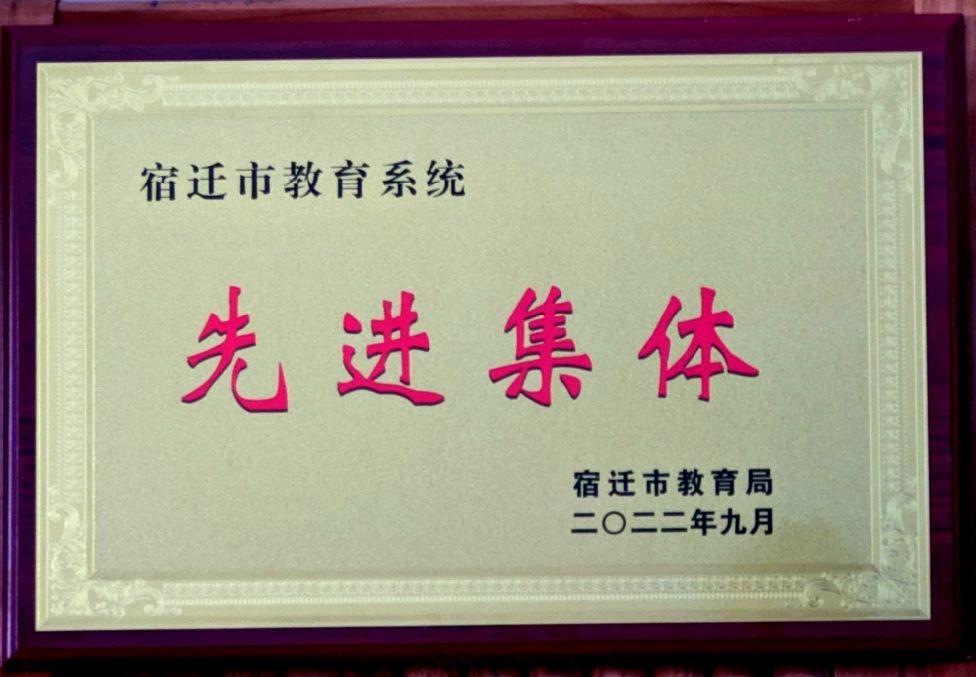 宿迁市教育系统
先进集体
宿迁市教育局
二〇二二年九月